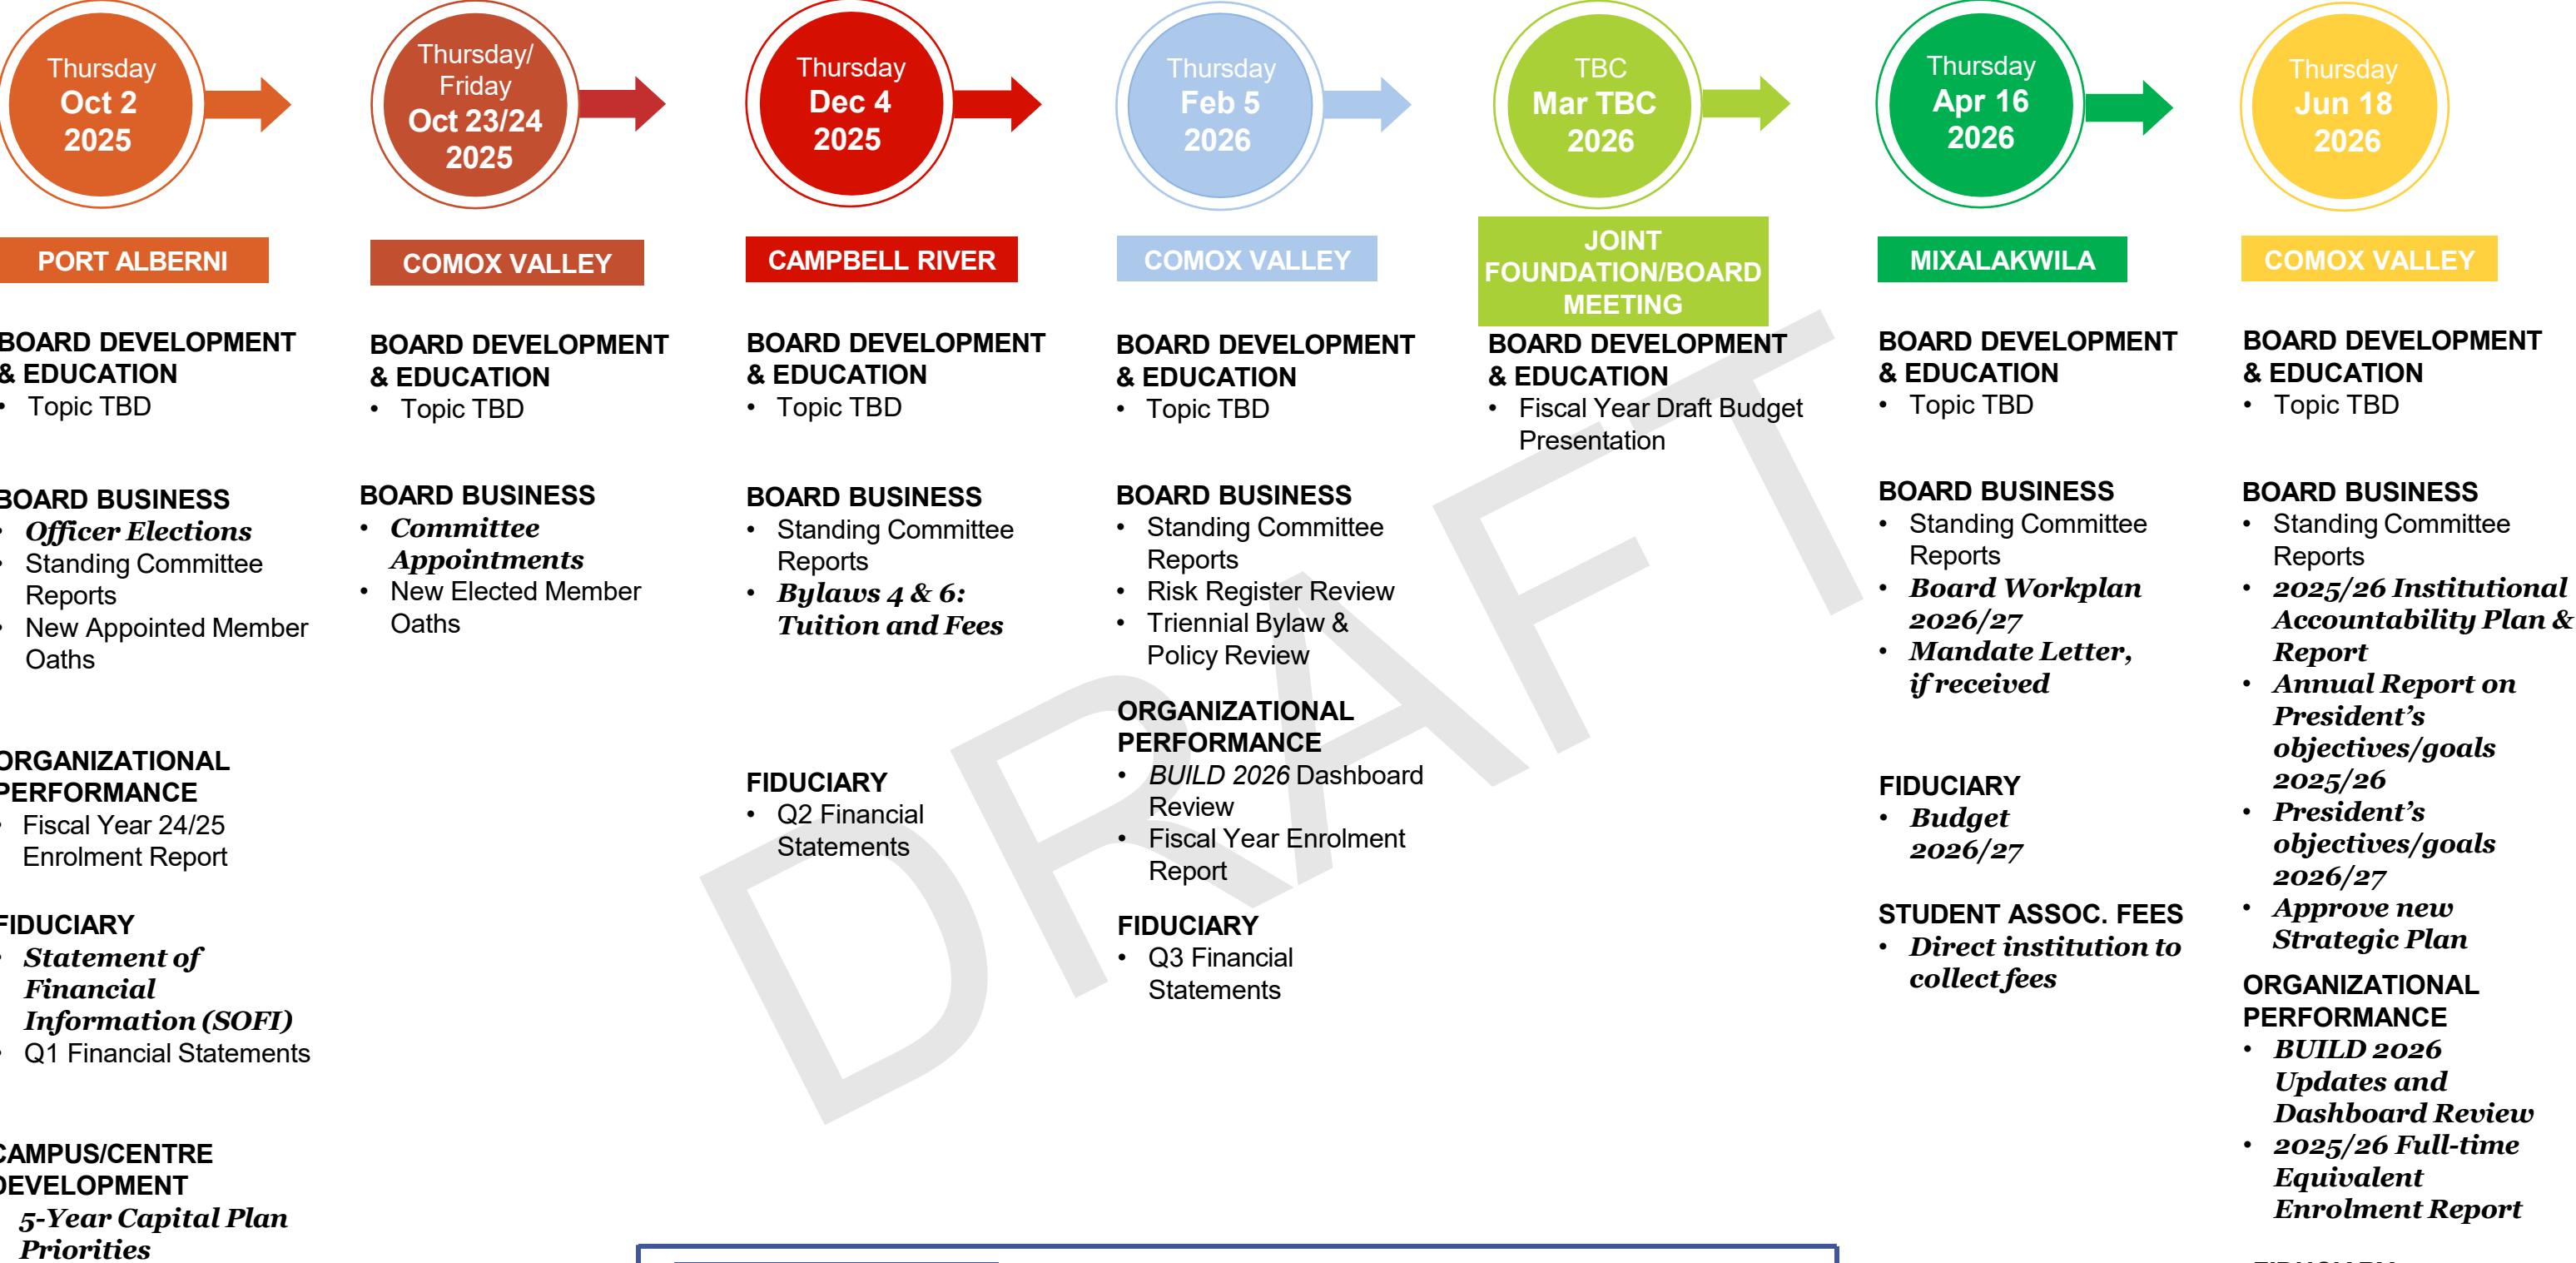 Thursday
Oct 2
2025
PORT ALBERNI
BOARD DEVELOPMENT
& EDUCATION
• Topic TBD
BOARD BUSINESS
• Officer Elections
• Standing Committee
Reports
• New Appointed Member
Oaths
ORGANIZATIONAL
PERFORMANCE
• Fiscal Year 24/25
Enrolment Report
FIDUCIARY
• Statement of
Financial
Information (SOFI)
• Q1 Financial Statements
CAMPUS/CENTRE
DEVELOPMENT
5-Year Capital Plan
Priorities
Thursday/
Friday
Oct 23/24
2025
COMOX VALLEY
BOARD DEVELOPMENT
& EDUCATION
• Topic TBD
BOARD BUSINESS
• Committee
Appointments
• New Elected Member
Oaths
Thursday
Dec 4
2025
CAMPBELL RIVER
BOARD DEVELOPMENT
& EDUCATION
• Topic TBD
BOARD BUSINESS
• Standing Committee
Reports
• Bylaws 4 & 6:
Tuition and Fees
FIDUCIARY
• Q2 Financial
Statements
Thursday
Feb 5
2026
COMOX VALLEY
BOARD DEVELOPMENT
& EDUCATION
• Topic TBD
BOARD BUSINESS
• Standing Committee
Reports
• Risk Register Review
• Triennial Bylaw &
Policy Review
ORGANIZATIONAL
PERFORMANCE
• BUILD 2026 Dashboard
Review
• Fiscal Year Enrolment
Report
FIDUCIARY
• Q3 Financial
Statements
TBC
Mar TBC
2026
JOINT
FOUNDATION/BOARD
MEETING
BOARD DEVELOPMENT
& EDUCATION
• Fiscal Year Draft Budget
Presentation
Thursday
Apr 16
2026
MIXALAKWILA
BOARD DEVELOPMENT
& EDUCATION
• Topic TBD
BOARD BUSINESS
• Standing Committee
Reports
• Board Workplan
2026/27
• Mandate Letter,
if received
FIDUCIARY
• Budget
2026/27
STUDENT ASSOC. FEES
• Direct institution to
collect fees
Thursday
Jun 18
2026
COMOX VALLEY
BOARD DEVELOPMENT
& EDUCATION
• Topic TBD
BOARD BUSINESS
• Standing Committee
Reports
• 2025/26 Institutional
Accountability Plan &
Report
• Annual Report on
President's
objectives/goals
2025/26
• President's
objectives/goals
2026/27
• Approve new
Strategic Plan
ORGANIZATIONAL
PERFORMANCE
• BUILD 2026
Updates and
Dashboard Review
• 2025/26 Full-time
Equivalent
Enrolment Report
DRAFT